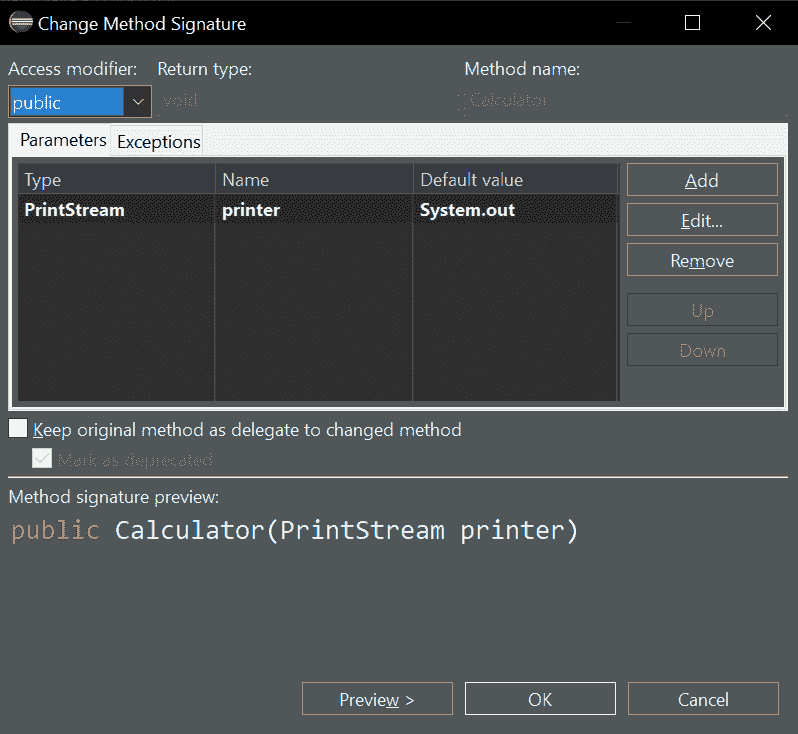 Change Method Signature
Access modifier: Return type: Method name:
public void Calculator
Parameters Exceptions
Type Name Default value
PrintStream printer System.out
Add
Edit...
Remove
Up
Down
Keep original method as delegate to changed method
Mark as deprecated
Method signature preview:
public Calculator(PrintStream printer)
Preview > OK Cancel